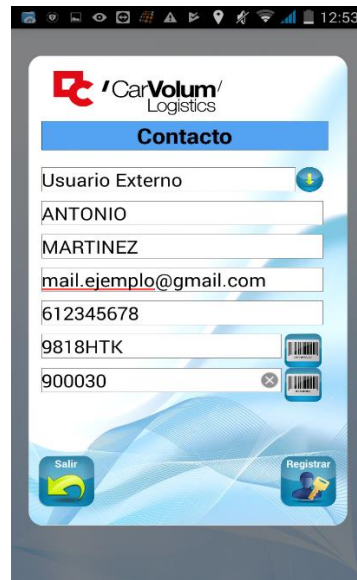 12:53
'CarVolum'
Logistics
Contacto
Usuario Externo
ANTONIO
MARTINEZ
mail.ejemplo@gmail.com
612345678
9818HTK
900030
Salir
Registrar